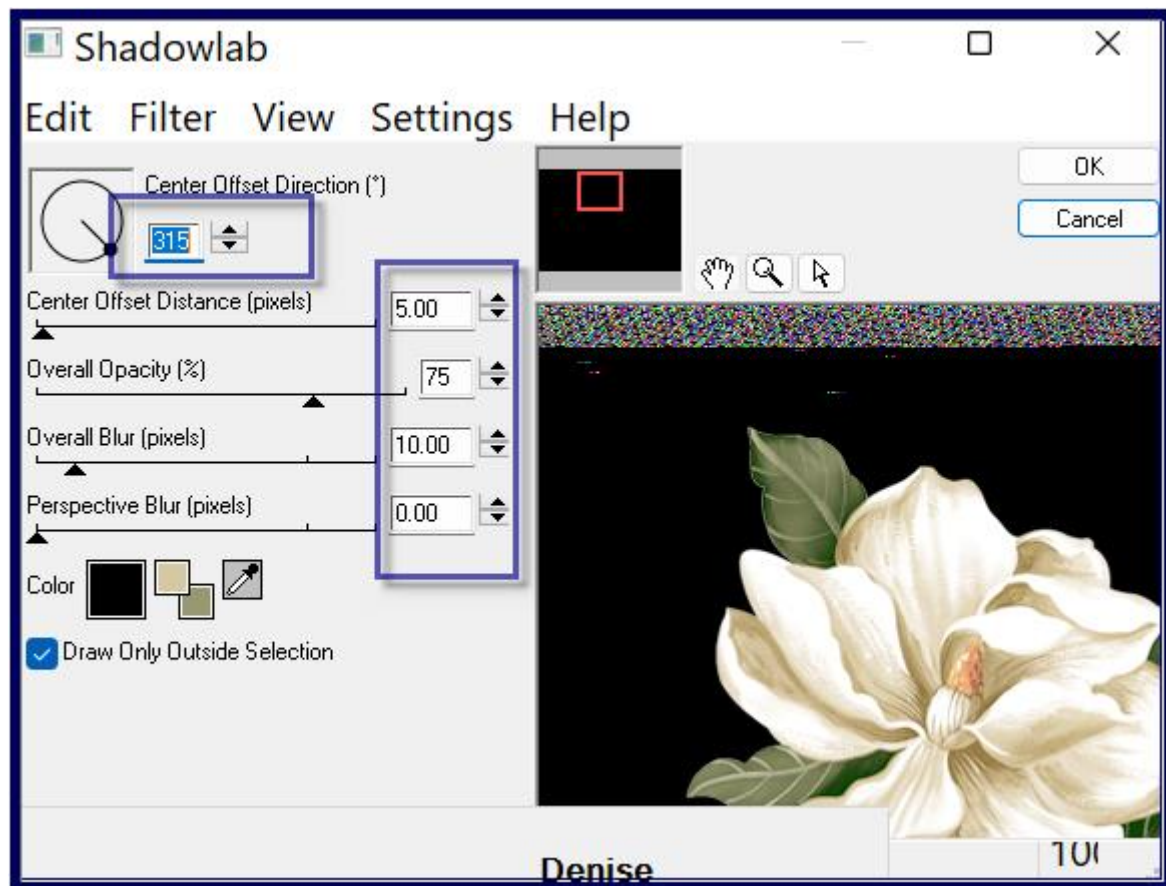 Shadowlab
Edit Filter View Settings Help
Center Offset Direction (°)
315
OK
Cancel
Center Offset Distance (pixels)
5.00
Overall Opacity (%)
75
Overall Blur (pixels)
10.00
Perspective Blur (pixels)
0.00
Color
Draw Only Outside Selection
Denise